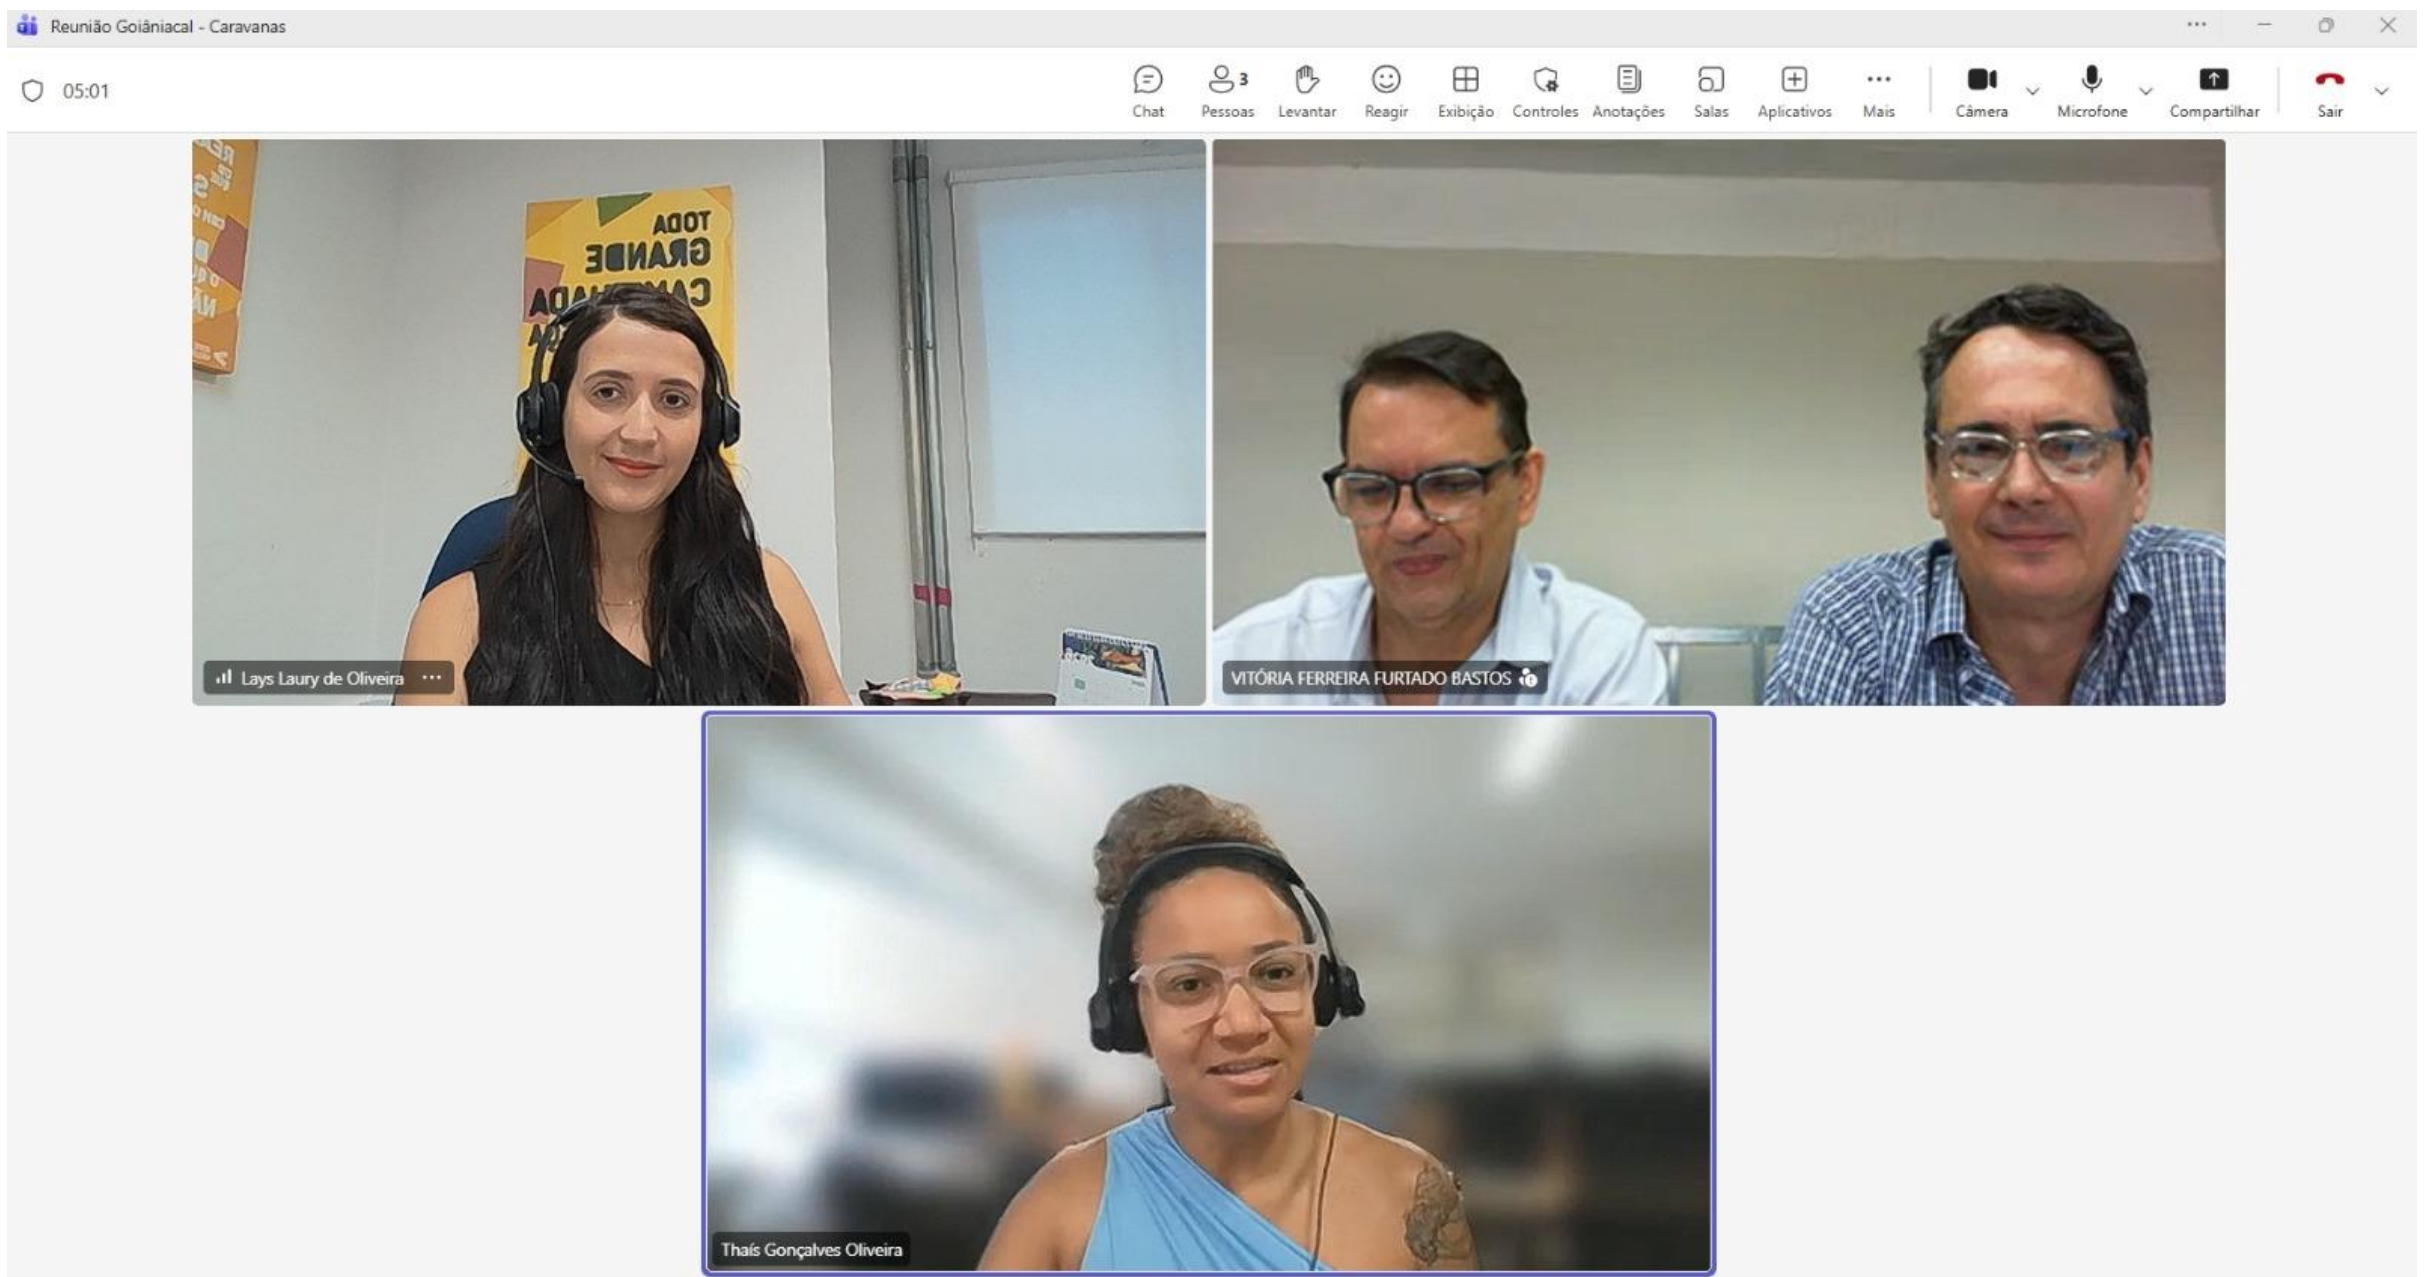 Reunião Goiâniacal - Caravanas
05:01
3
Chat
Pessoas
Levantar
Reagir
Exibição
Controles
Anotações
Salas
Aplicativos
Mais
Câmera
Microfone
Compartilhar
Sair
TODA
GRANDE
Lays Laury de Oliveira
VITÓRIA FERREIRA FURTADO BASTOS
Thaís Gonçalves Oliveira